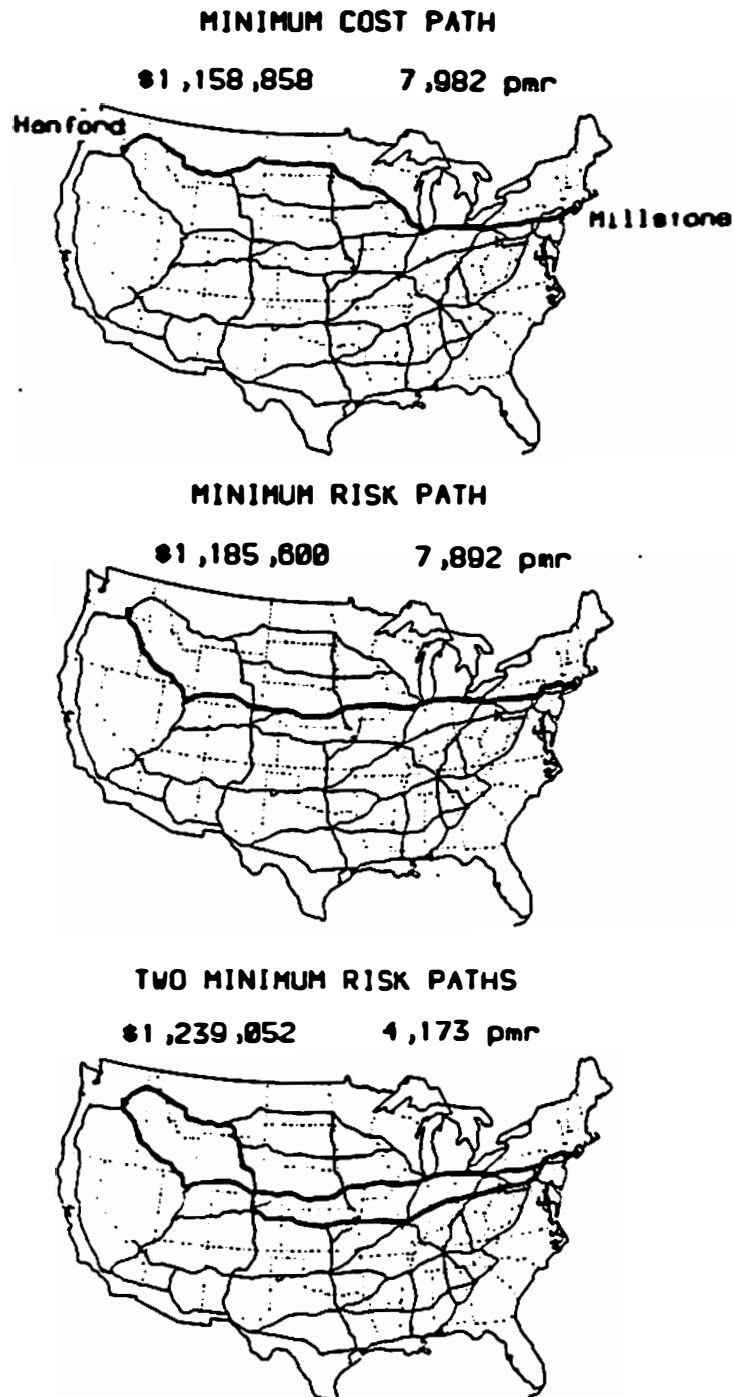 MINIMUM COST PATH
$1,158,858 7,982 pmr
Hanford
Millstone
MINIMUM RISK PATH
$1,185,600 7,892 pmr
TWO MINIMUM RISK PATHS
$1,239,052 4,173 pmr